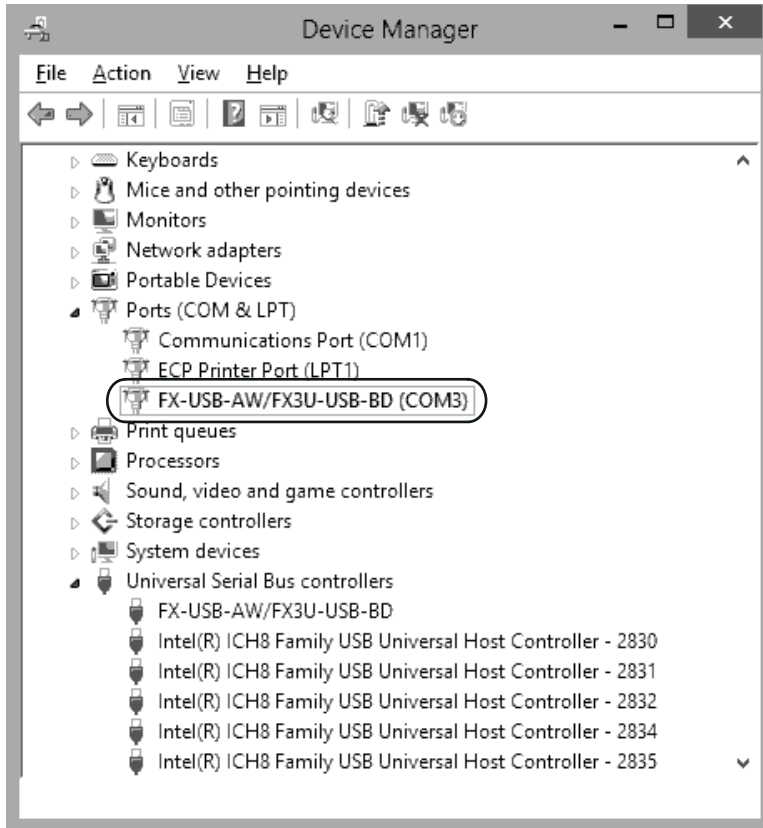 Device Manager
File Action View Help
Keyboards
Mice and other pointing devices
Monitors
Network adapters
Portable Devices
Ports (COM & LPT)
Communications Port (COM1)
ECP Printer Port (LPT1)
FX-USB-AW/FX3U-USB-BD (COM3)
Print queues
Processors
Sound, video and game controllers
Storage controllers
System devices
Universal Serial Bus controllers
FX-USB-AW/FX3U-USB-BD
Intel(R) ICH8 Family USB Universal Host Controller - 2830
Intel(R) ICH8 Family USB Universal Host Controller - 2831
Intel(R) ICH8 Family USB Universal Host Controller - 2832
Intel(R) ICH8 Family USB Universal Host Controller - 2834
Intel(R) ICH8 Family USB Universal Host Controller - 2835